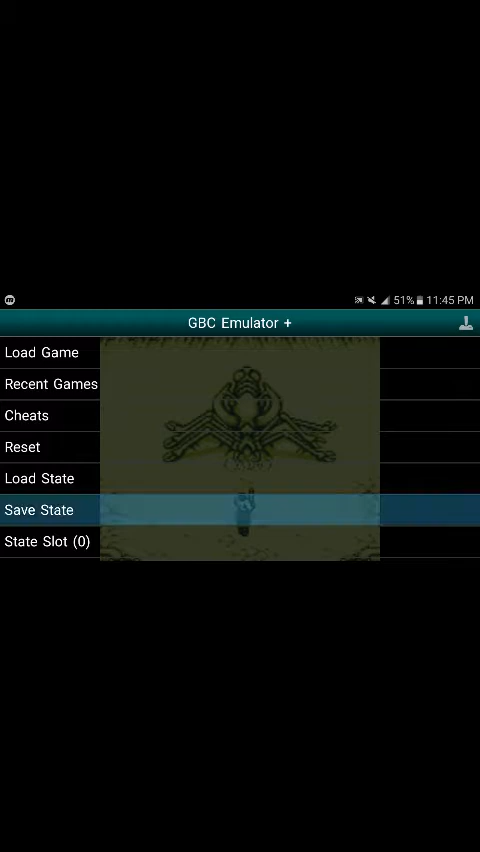 51% 11:45 PM
GBC Emulator +
Load Game
Recent Games
Cheats
Reset
Load State
Save State
State Slot (0)